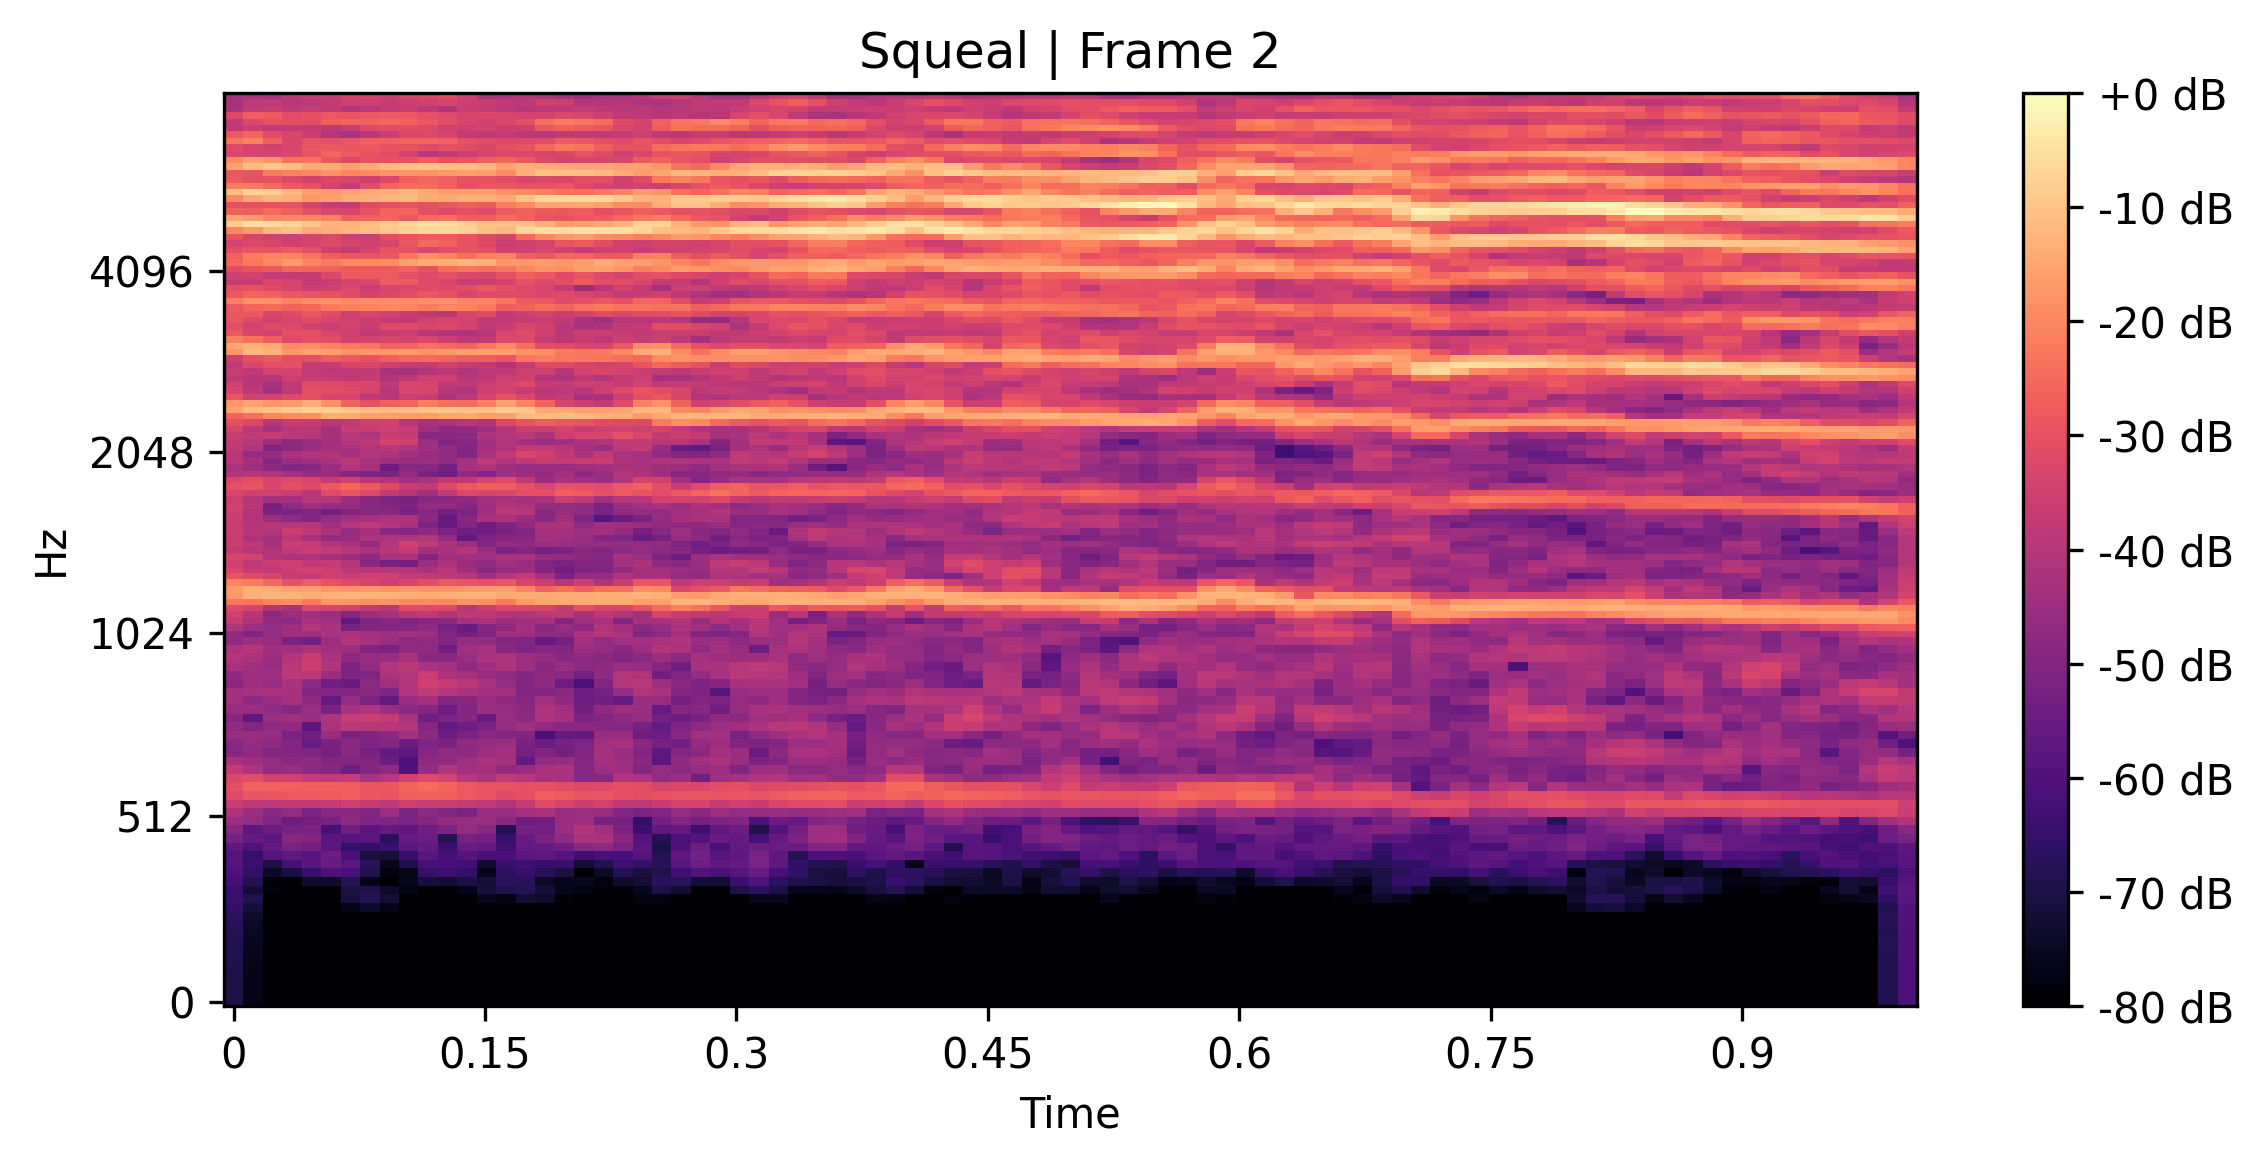 Squeal | Frame 2
Hz
4096
2048
1024
512
0
0 0.15 0.3 0.45 0.6 0.75 0.9
Time
+0 dB
-10 dB
-20 dB
-30 dB
-40 dB
-50 dB
-60 dB
-70 dB
-80 dB